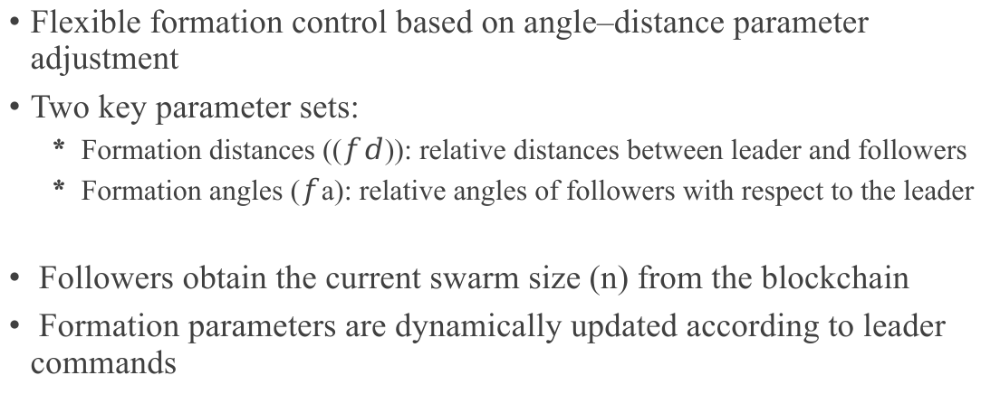 • Flexible formation control based on angle–distance parameter
adjustment
• Two key parameter sets:
* Formation distances ((f d)): relative distances between leader and followers
* Formation angles (fa): relative angles of followers with respect to the leader
• Followers obtain the current swarm size (n) from the blockchain
• Formation parameters are dynamically updated according to leader
commands